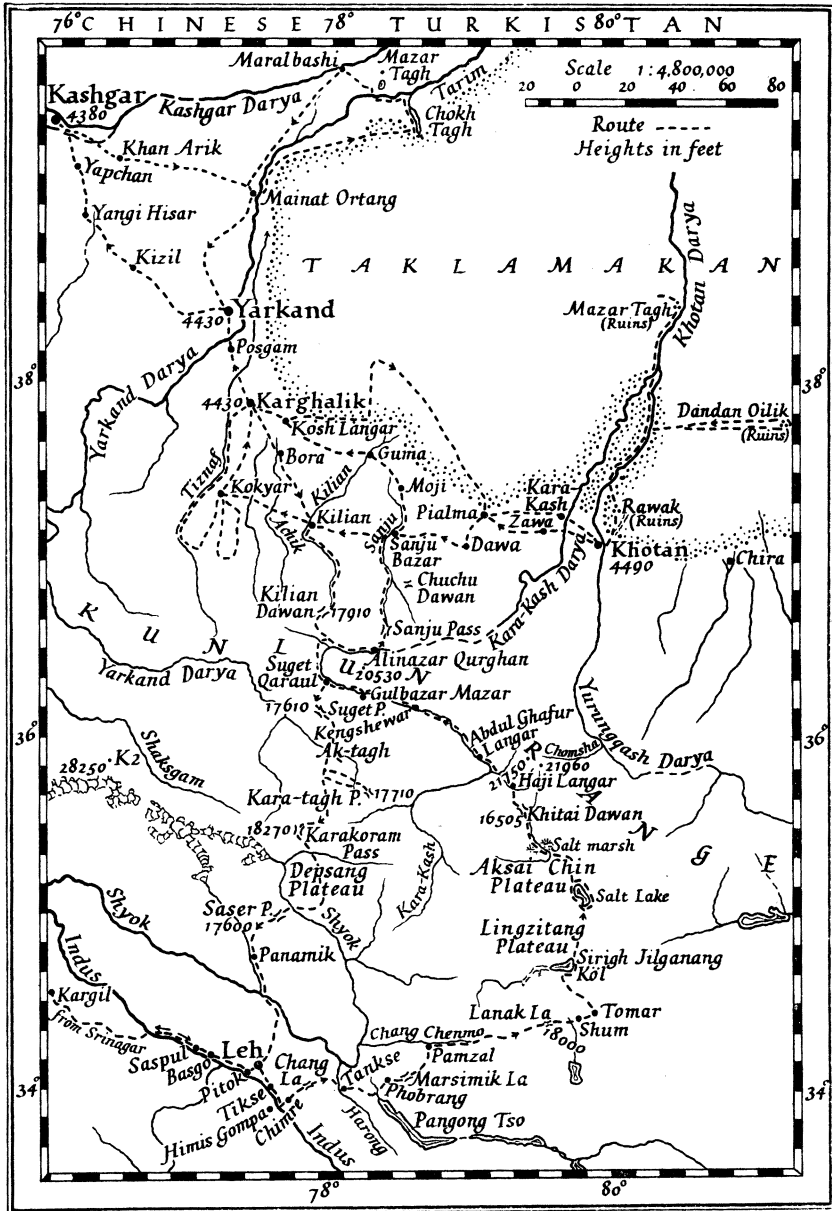 76° CHINESE 78° TURKISTAN 80°
Maralbashi
Mazar
Tagh
Tarim
Scale 1:4,800,000
20 0 20 40 60 80
Route
Heights in feet
Kashgar
4380
Kashgar Darya
Chokh
Tagh
Khan Arik
Yapchan
Mainat Ortang
Yangi Hisar
Kizil
TAKLAMAKAN
Khotan Darya
Mazar Tagh
(Ruins)
Yarkand
4430
Posgam
Yarkand Darya
38°
38°
Yarkand Darya
4430
Karghalik
Kosh Langar
Dandan Oilik
(Ruins)
Bora
Guma
Tiznaf
Kokyar
Kilian
Moji
Kara-
Kash
Rawak
(Ruins)
Achik
Kilian
Sanju
Pialma
Zawa
Sanju
Bazar
Dawa
Khotan
4490
Chira
Chuchu
Dawan
Kilian
Dawan
17910
Kara-Kash Darya
Sanju Pass
KUNLUN
Alinazar Qurghan
Yarkand Darya
Suget
Qaraul
20530
Gulbazar Mazar
17610
Suget P.
Kengshewar
Abdul Ghafur
Langar
Yurungqash Darya
36°
36°
Ak-tagh
Chomsha
21960
RANGE
28250
K2
Shaksgam
21750
Haji Langar
Kara-tagh P.
17710
16505
Khitai Dawan
18270
Karakoram
Pass
Salt marsh
Depsang
Plateau
Kara-Kash
Aksai Chin
Plateau
Shyok
Saser P.
17600
Shyok
Salt Lake
Lingzitang
Plateau
Indus
Panamik
Sirigh Jilganang
Köl
Kargil
from Srinagar
Lanak La
Tomar
Shum
18000
Chang Chenmo
Saspul
Basgo
Leh
Chang
La
Tankse
Pamzal
34°
34°
Pitok
Marsimik La
Phobrang
Tikse
Himis Gompa
Chimre
Indus
Harong
Pangong Tso
78°
80°